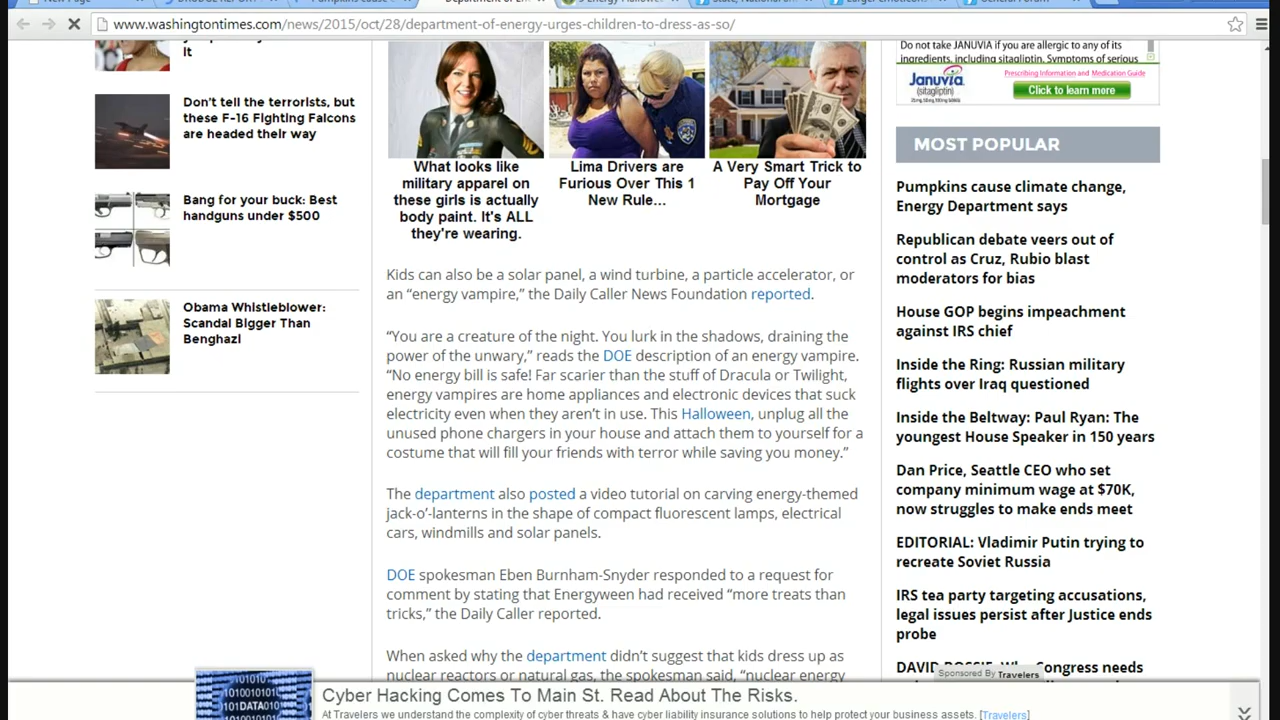 www.washingtontimes.com/news/2015/oct/28/department-of-energy-urges-children-to-dress-as-so/
It
Don't tell the terrorists, but
these F-16 Fighting Falcons
are headed their way
Bang for your buck: Best
handguns under $500
Obama Whistleblower:
Scandal Bigger Than
Benghazi
What looks like
military apparel on
these girls is actually
body paint. It's ALL
they're wearing.
Lima Drivers are
Furious Over This 1
New Rule...
A Very Smart Trick to
Pay Off Your
Mortgage
Kids can also be a solar panel, a wind turbine, a particle accelerator, or
an “energy vampire,” the Daily Caller News Foundation reported.
“You are a creature of the night. You lurk in the shadows, draining the
power of the unwary,” reads the DOE description of an energy vampire.
“No energy bill is safe! Far scarier than the stuff of Dracula or Twilight,
energy vampires are home appliances and electronic devices that suck
electricity even when they aren’t in use. This Halloween, unplug all the
unused phone chargers in your house and attach them to yourself for a
costume that will fill your friends with terror while saving you money.”
The department also posted a video tutorial on carving energy-themed
jack-o’-lanterns in the shape of compact fluorescent lamps, electrical
cars, windmills and solar panels.
DOE spokesman Eben Burnham-Snyder responded to a request for
comment by stating that Energyween had received “more treats than
tricks,” the Daily Caller reported.
When asked why the department didn’t suggest that kids dress up as
nuclear reactors or natural gas, the spokesman said, “nuclear energy
Do not take JANUVIA if you are allergic to any of its
ingredients, including sitagliptin. Symptoms of serious
Januvia
(sitagliptin)
Prescribing Information and Medication Guide
Click to learn more
MOST POPULAR
Pumpkins cause climate change,
Energy Department says
Republican debate veers out of
control as Cruz, Rubio blast
moderators for bias
House GOP begins impeachment
against IRS chief
Inside the Ring: Russian military
flights over Iraq questioned
Inside the Beltway: Paul Ryan: The
youngest House Speaker in 150 years
Dan Price, Seattle CEO who set
company minimum wage at $70K,
now struggles to make ends meet
EDITORIAL: Vladimir Putin trying to
recreate Soviet Russia
IRS tea party targeting accusations,
legal issues persist after Justice ends
probe
DAVID BOSSIE: Why Congress needs
Sponsored By Travelers
DATA
Cyber Hacking Comes To Main St. Read About The Risks.
At Travelers we understand the complexity of cyber threats & have cyber liability insurance solutions to help protect your business assets. [Travelers]